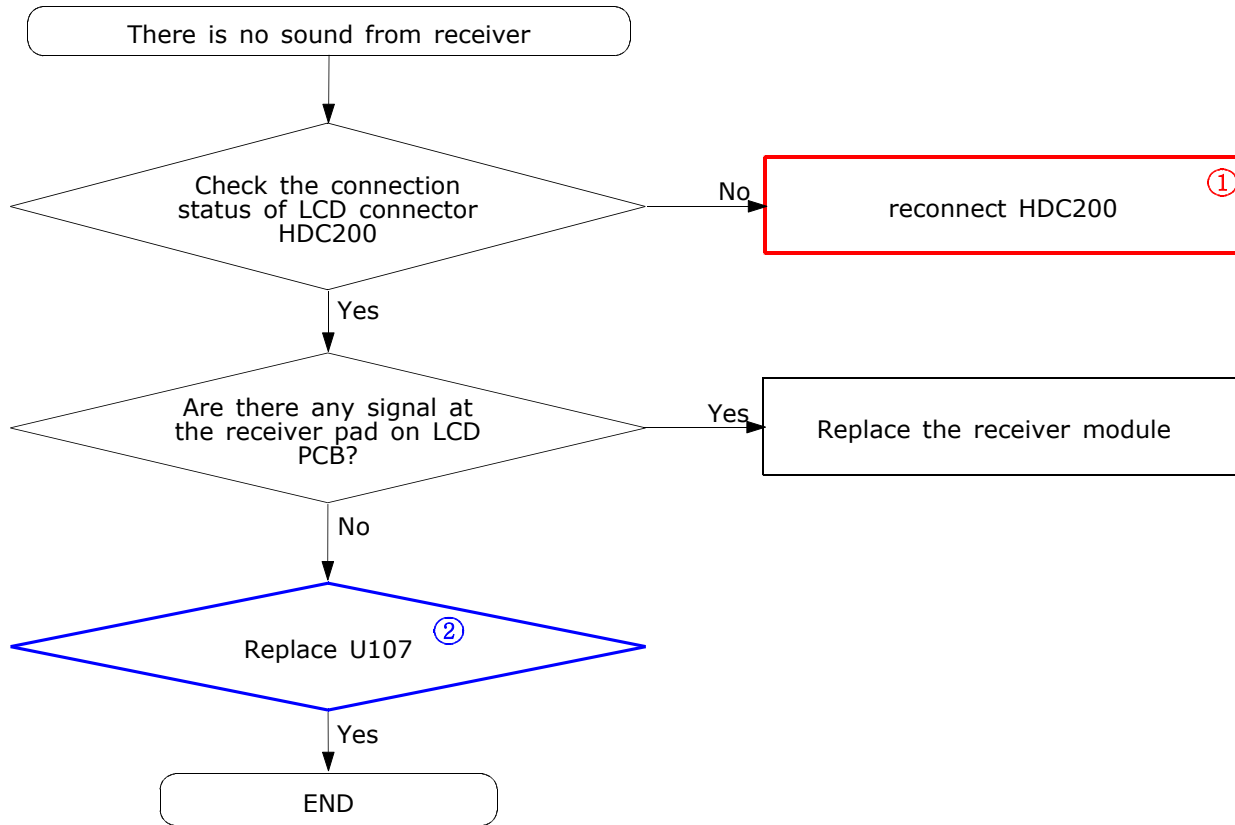 There is no sound from receiver
Check the connection
status of LCD connector
HDC200
No
reconnect HDC200
①
Yes
Are there any signal at
the receiver pad on LCD
PCB?
Yes
Replace the receiver module
No
Replace U107
②
Yes
END